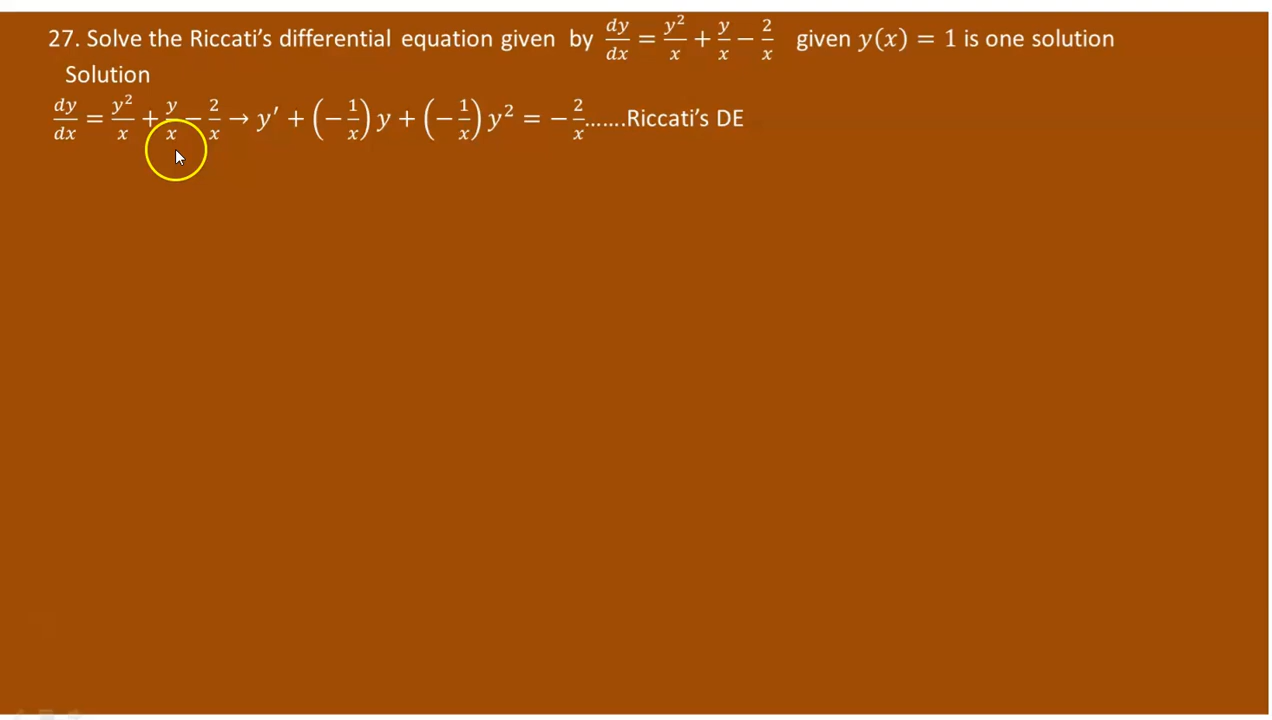 27. Solve the Riccati's differential equation given by dy/dx = y²/x + y/x − 2/x given y(x) = 1 is one solution
Solution
dy/dx = y²/x + y/x − 2/x → y′ + (−1/x)y + (−1/x)y² = −2/x…….Riccati's DE